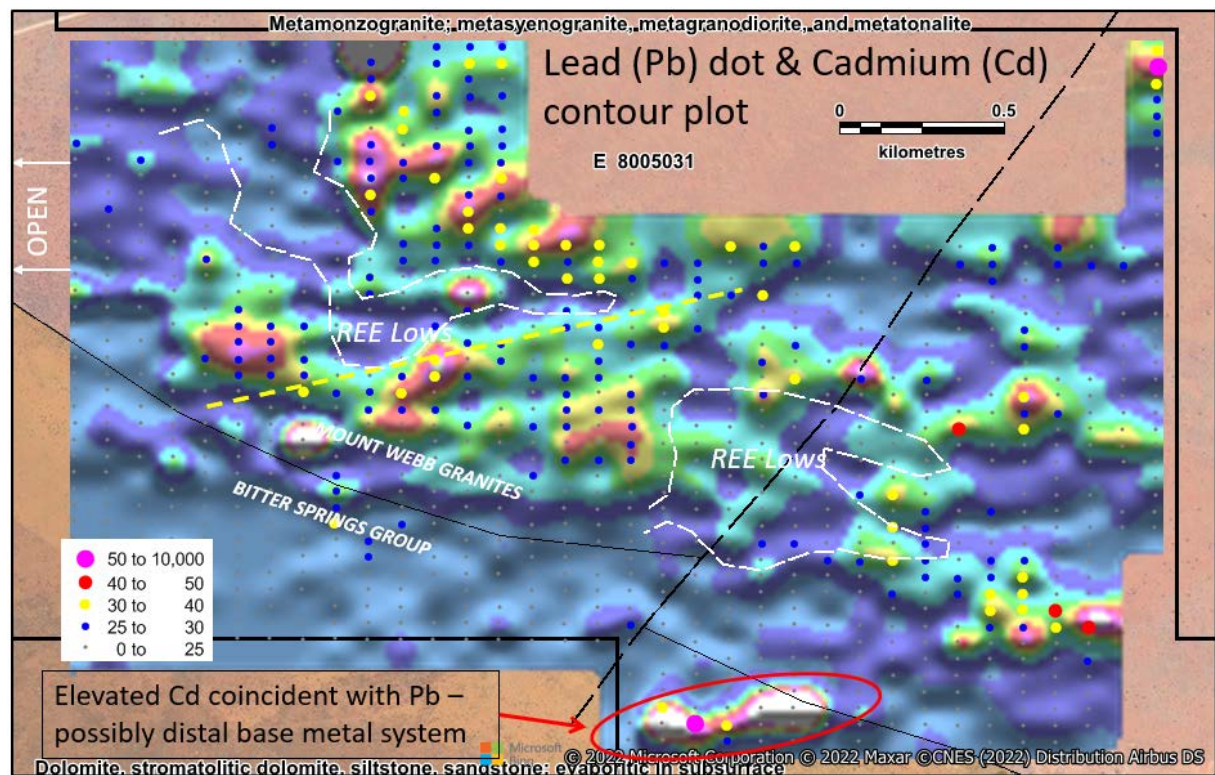 Metamonzogranite; metasyenogranite, metagranodiorite, and metatonalite
Lead (Pb) dot & Cadmium (Cd)
contour plot
0 0.5
kilometres
E 8005031
OPEN
REE Lows
REE Lows
MOUNT WEBB GRANITES
BITTER SPRINGS GROUP
50 to 10,000
40 to 50
30 to 40
25 to 30
0 to 25
Elevated Cd coincident with Pb –
possibly distal base metal system
Microsoft
Bing
© 2022 Microsoft Corporation © 2022 Maxar ©CNES (2022) Distribution Airbus DS
Dolomite, stromatolitic dolomite, siltstone, sandstone; evaporitic in subsurface